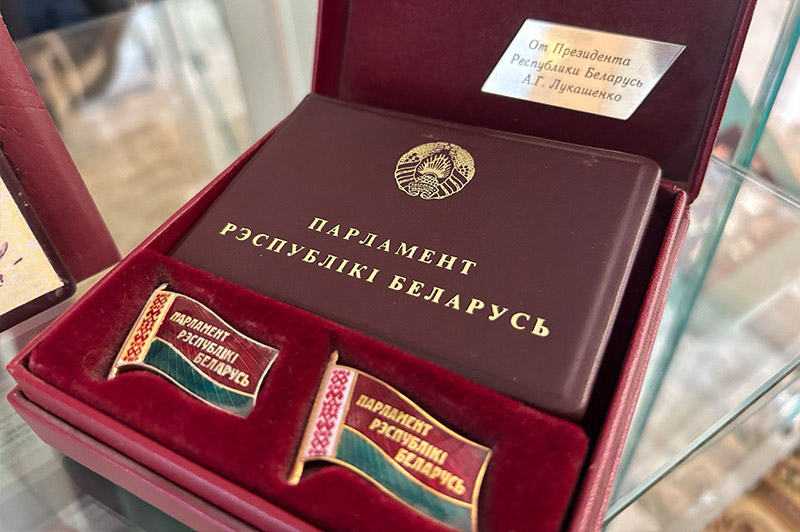 От Президента
Республики Беларусь
А.Г. Лукашенко
ПАРЛАМЕНТ
РЭСПУБЛІКІ БЕЛАРУСЬ
ПАРЛАМЕНТ
РЭСПУБЛІКІ
БЕЛАРУСЬ
ПАРЛАМЕНТ
РЭСПУБЛІКІ
БЕЛАРУСЬ